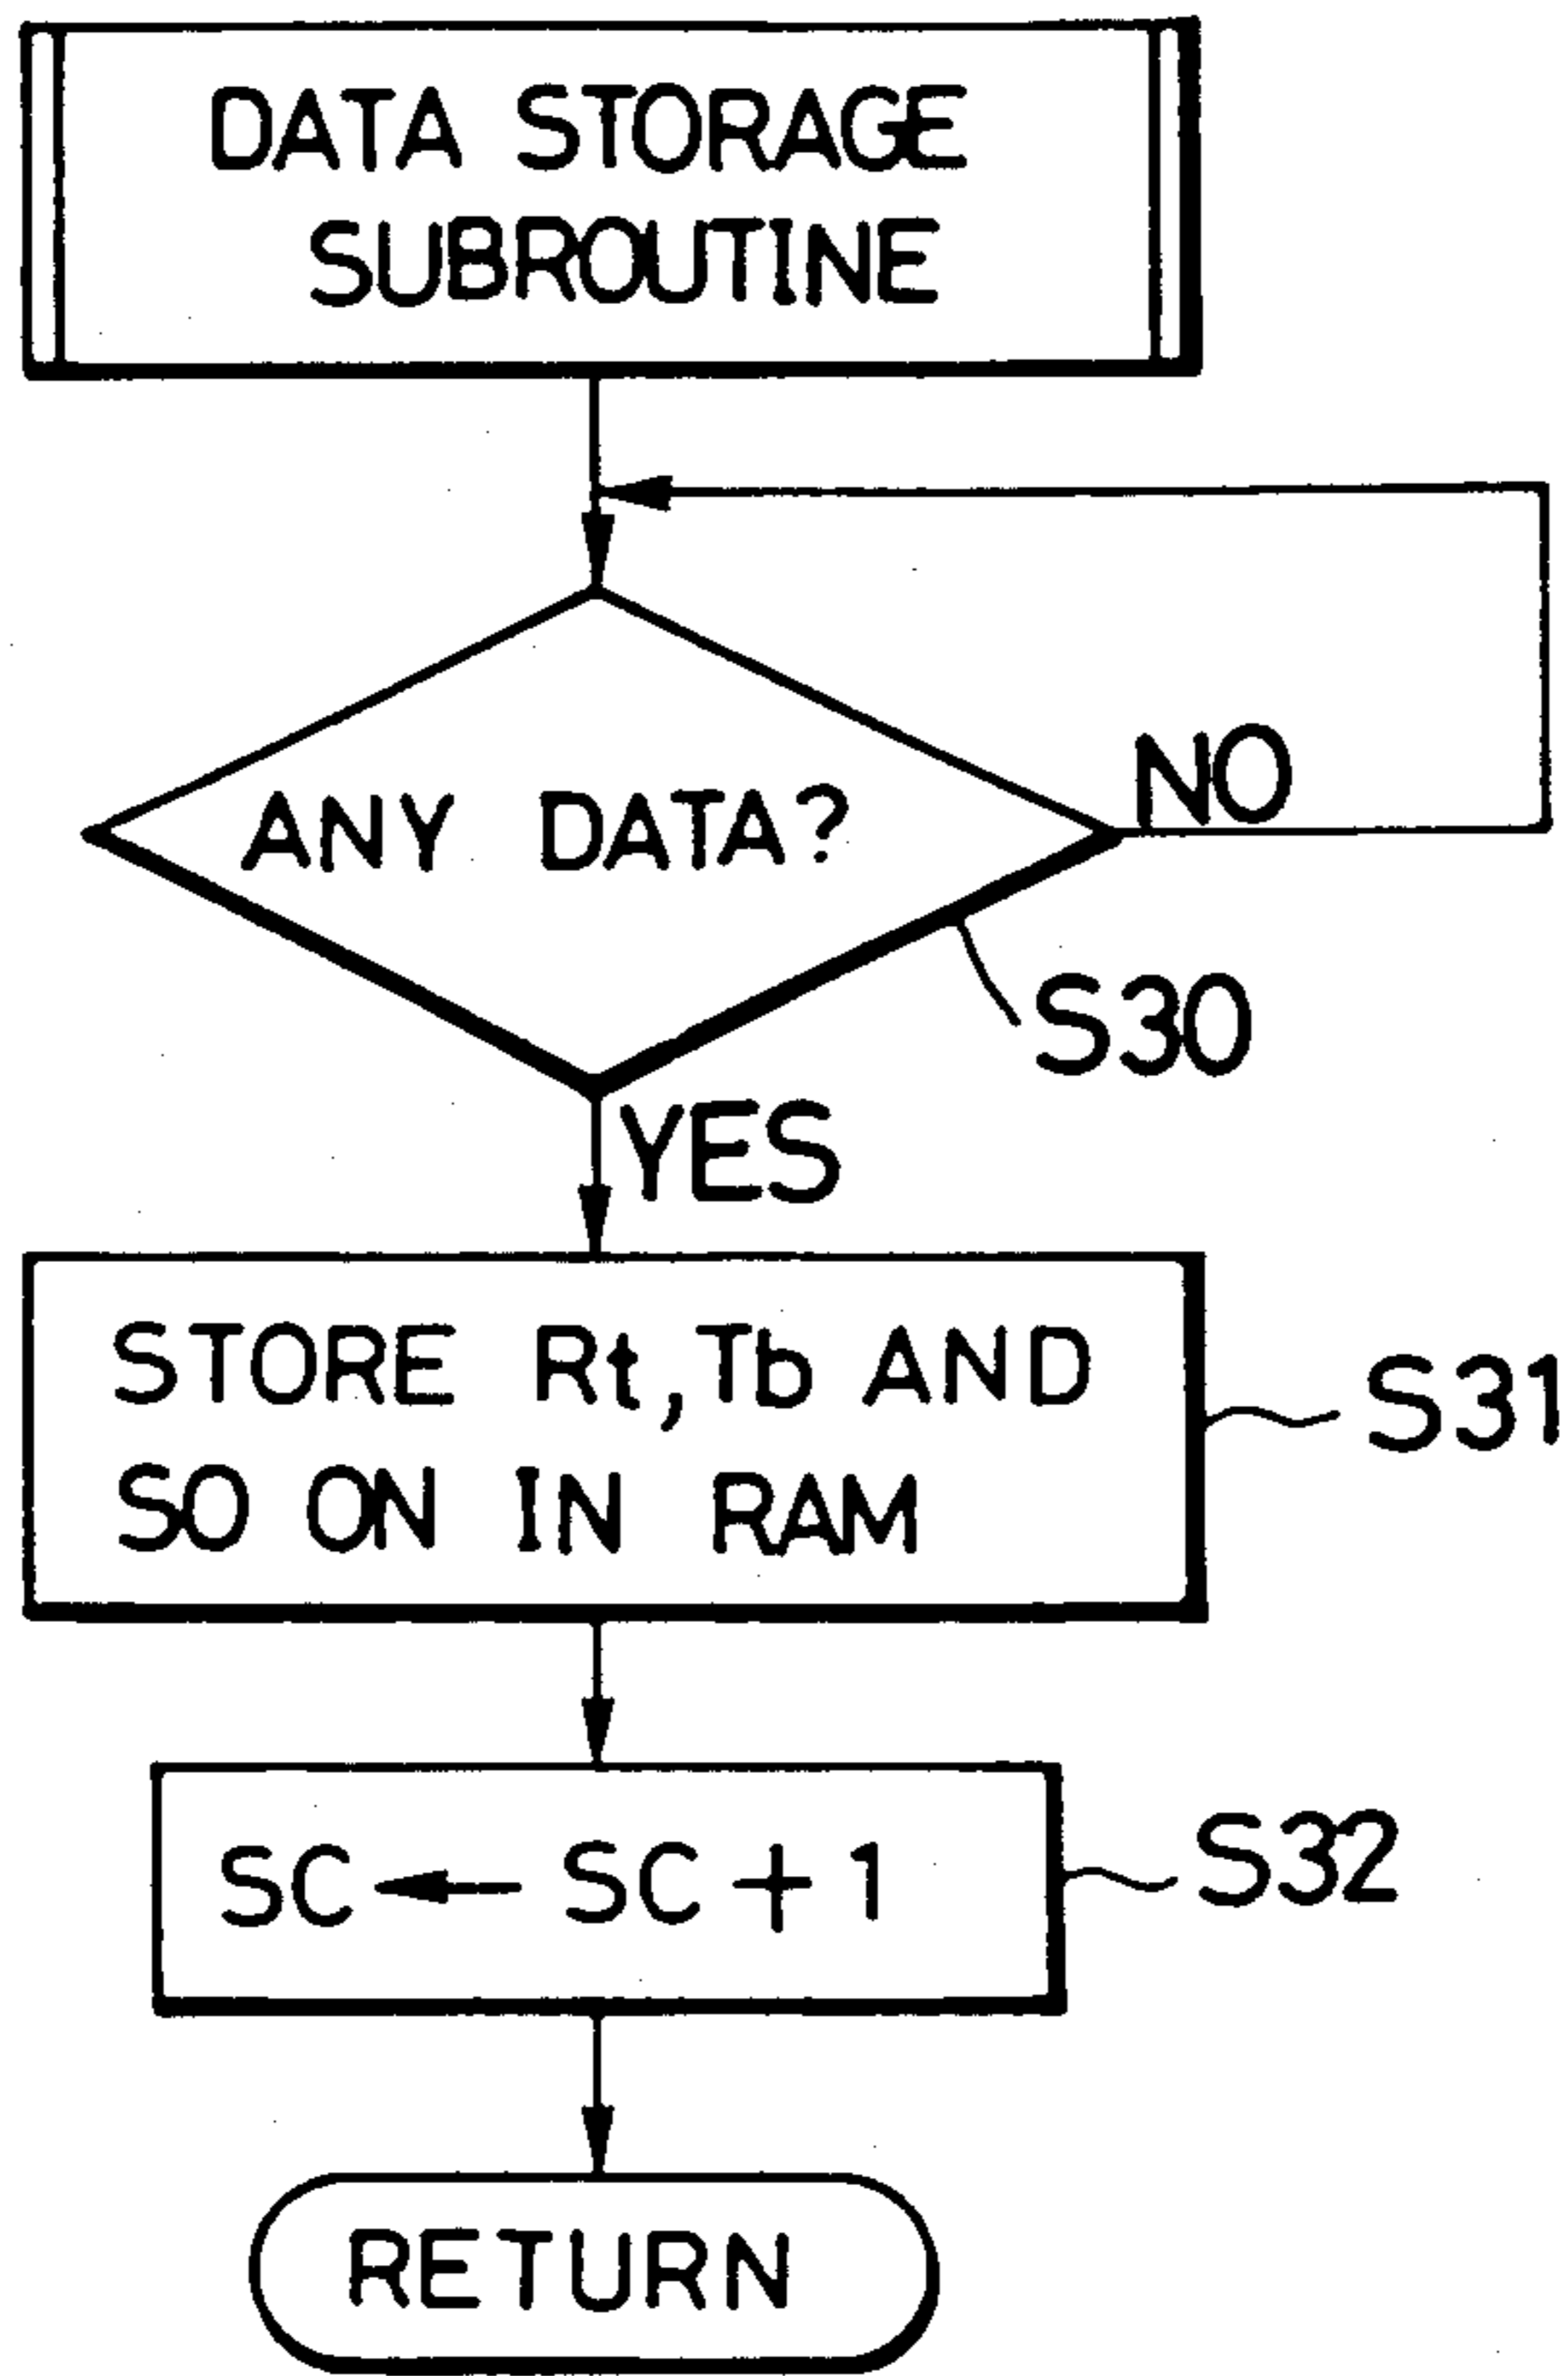 DATA STORAGE
SUBROUTINE
ANY DATA?
NO
S30
YES
STORE Rt, Tb AND
SO ON IN RAM
S31
SC ← SC + 1
S32
RETURN